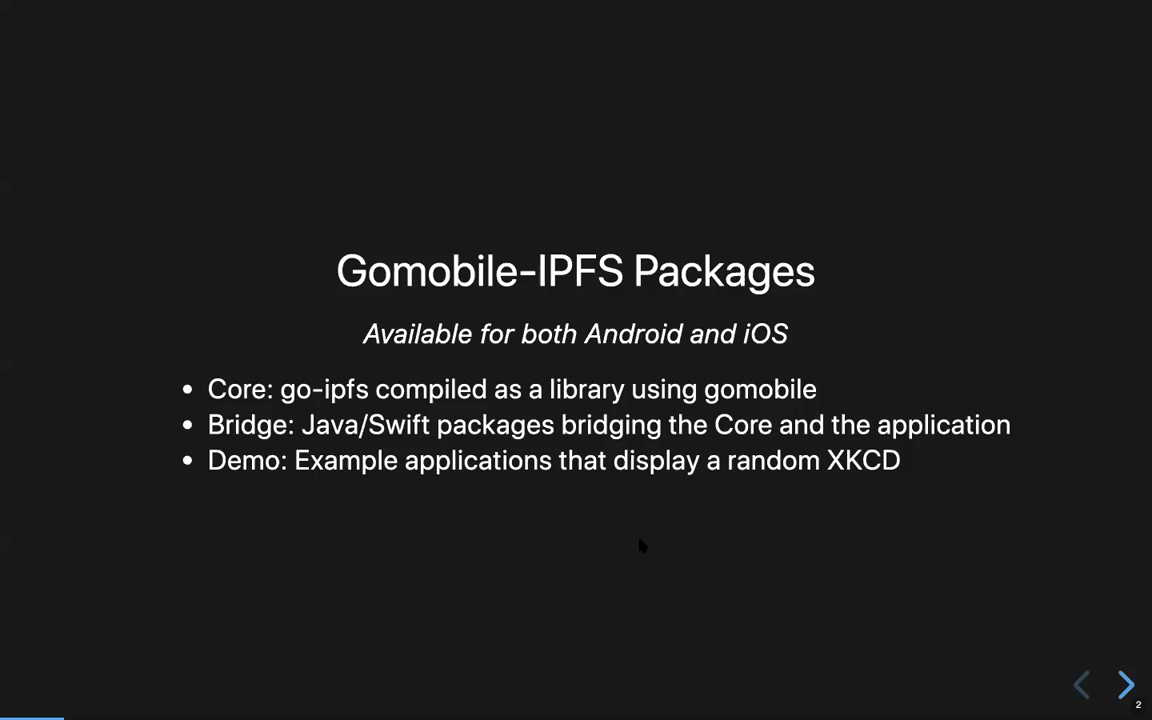 Gomobile-IPFS Packages
Available for both Android and iOS
• Core: go-ipfs compiled as a library using gomobile
• Bridge: Java/Swift packages bridging the Core and the application
• Demo: Example applications that display a random XKCD
2